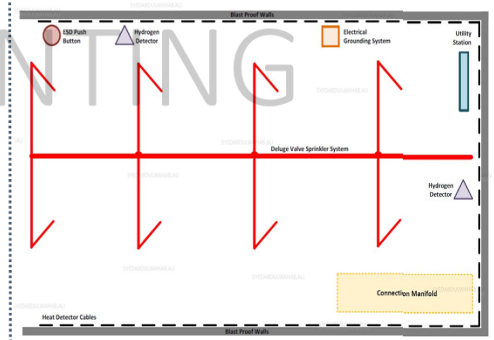 Blast Proof Walls
ESD Push
Button
Hydrogen
Detector
Electrical
Grounding System
Utility
Station
NTING
Deluge Valve Sprinkler System
Hydrogen
Detector
Connection Manifold
Heat Detector Cables
Blast Proof Walls